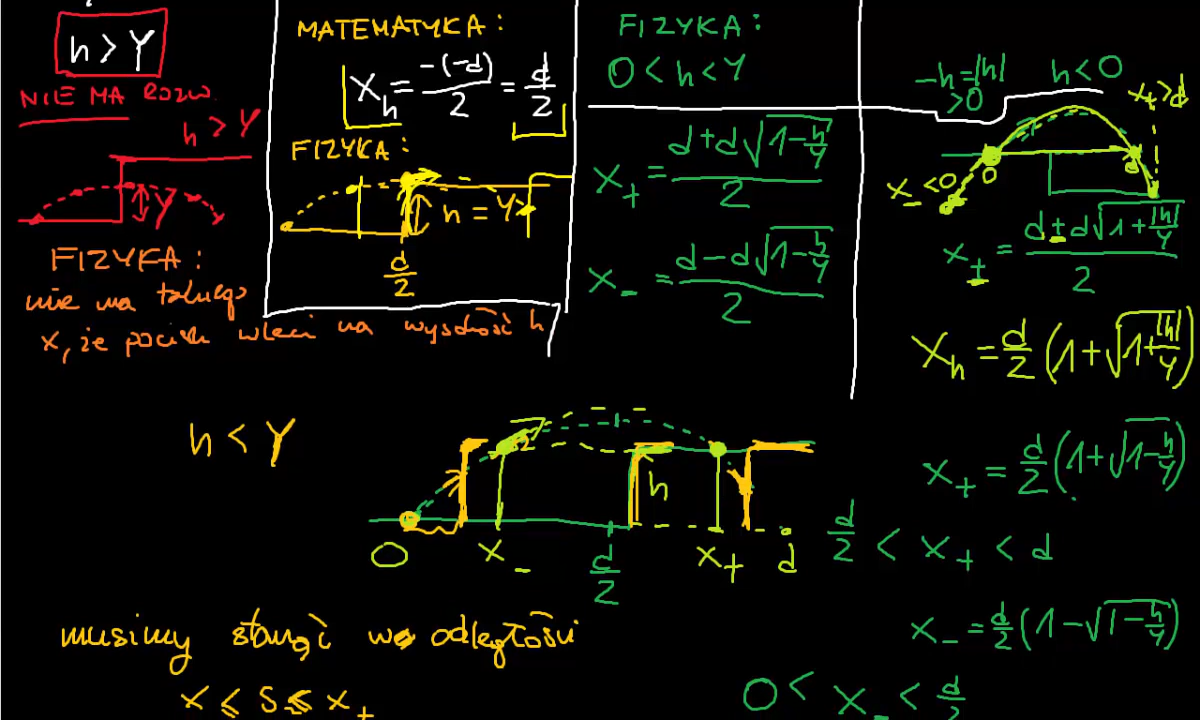 h > Y
NIE MA ROZW.
h > Y
Y
FIZYKA :
nie ma takiego
x, że pocisk wleci na wysokość h
MATEMATYKA :
X_h = -(-d)/2 = d/2
FIZYKA :
h = Y
d/2
FIZYKA :
0 < h < Y
x_+ = (d+d√(1-h/Y))/2
x_- = (d-d√(1-h/Y))/2
-h = |h|
>0
h < 0
x_+ > d
x_- < 0
0
d
x_± = (d±d√(1+|h|/Y))/2
X_h = d/2 (1+√(1+|h|/Y))
h < Y
h
0
x_-
d/2
x_+
d
x_+ = d/2 (1+√(1-h/Y))
d/2 < x_+ < d
x_- = d/2 (1-√(1-h/Y))
0 < x_- < d/2
musimy stanąć w odległości
x ≤ s ≤ x_+